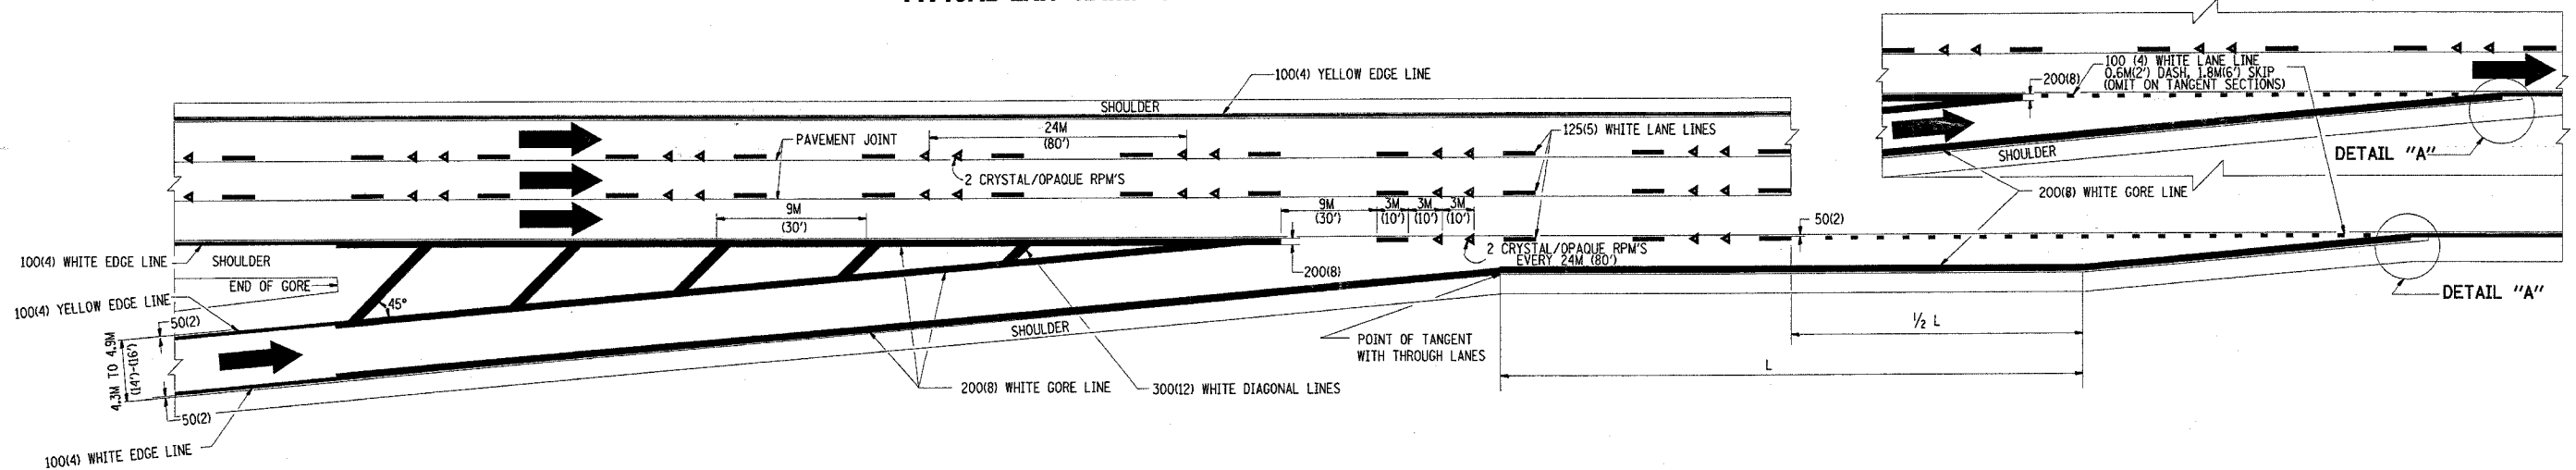 100(4) YELLOW EDGE LINE
SHOULDER
24M
(80')
PAVEMENT JOINT
125(5) WHITE LANE LINES
2 CRYSTAL/OPAQUE RPM'S
9M
(30')
9M
(30')
3M
(10')
3M
(10')
3M
(10')
2 CRYSTAL/OPAQUE RPM'S
EVERY 24M (80')
50(2)
200(8)
100(4) WHITE EDGE LINE
SHOULDER
END OF GORE
100(4) YELLOW EDGE LINE
45°
50(2)
4.3M TO 4.9M
(14')-(16')
50(2)
100(4) WHITE EDGE LINE
SHOULDER
200(8) WHITE GORE LINE
300(12) WHITE DIAGONAL LINES
POINT OF TANGENT
WITH THROUGH LANES
1/2 L
L
DETAIL "A"
200(8)
100 (4) WHITE LANE LINE
0.6M(2') DASH, 1.8M(6') SKIP
(OMIT ON TANGENT SECTIONS)
SHOULDER
DETAIL "A"
200(8) WHITE GORE LINE